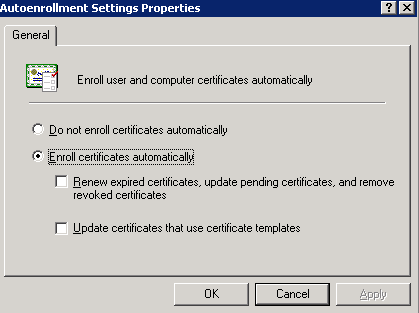 Autoenrollment Settings Properties
General
Enroll user and computer certificates automatically
Do not enroll certificates automatically
Enroll certificates automatically
Renew expired certificates, update pending certificates, and remove
revoked certificates
Update certificates that use certificate templates
OK
Cancel
Apply